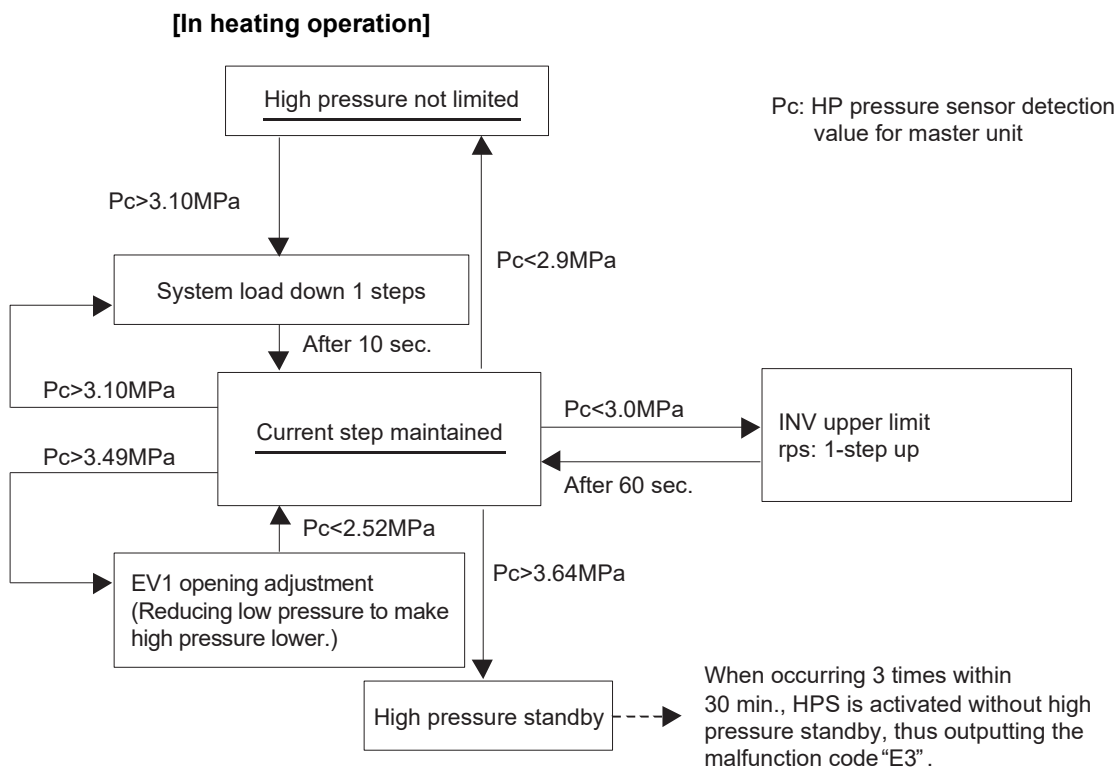 [In heating operation]
High pressure not limited
Pc: HP pressure sensor detection
value for master unit
Pc>3.10MPa
Pc<2.9MPa
System load down 1 steps
After 10 sec.
Pc>3.10MPa
Pc<3.0MPa
INV upper limit
rps: 1-step up
Current step maintained
Pc>3.49MPa
After 60 sec.
Pc<2.52MPa
Pc>3.64MPa
EV1 opening adjustment
(Reducing low pressure to make
high pressure lower.)
High pressure standby
When occurring 3 times within
30 min., HPS is activated without high
pressure standby, thus outputting the
malfunction code “E3”.